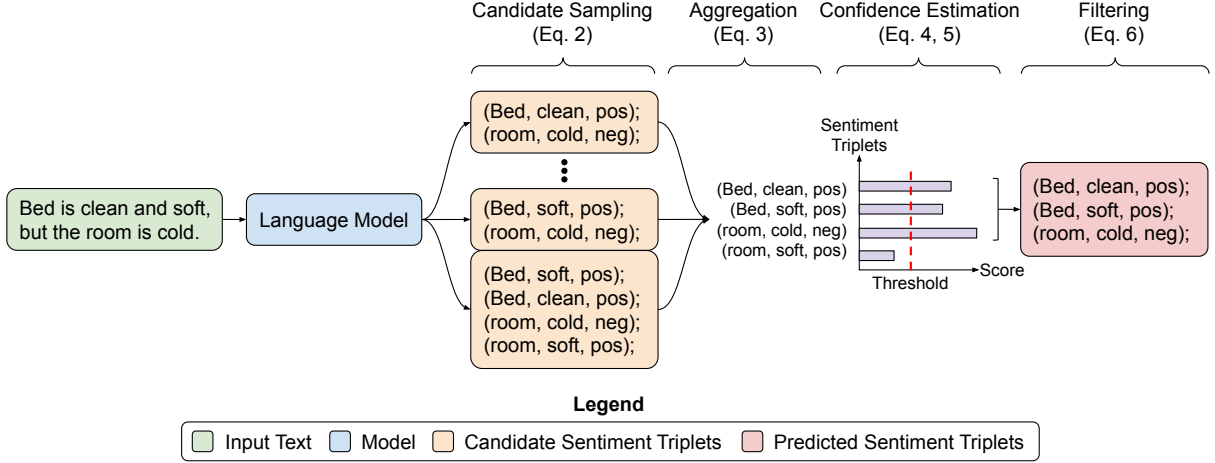 Candidate Sampling
(Eq. 2)
Aggregation
(Eq. 3)
Confidence Estimation
(Eq. 4, 5)
Filtering
(Eq. 6)
Bed is clean and soft,
but the room is cold.
Language Model
(Bed, clean, pos);
(room, cold, neg);
(Bed, soft, pos);
(room, cold, neg);
(Bed, soft, pos);
(Bed, clean, pos);
(room, cold, neg);
(room, soft, pos);
Sentiment
Triplets
(Bed, clean, pos)
(Bed, soft, pos)
(room, cold, neg)
(room, soft, pos)
Score
Threshold
(Bed, clean, pos);
(Bed, soft, pos);
(room, cold, neg);
Legend
Input Text
Model
Candidate Sentiment Triplets
Predicted Sentiment Triplets